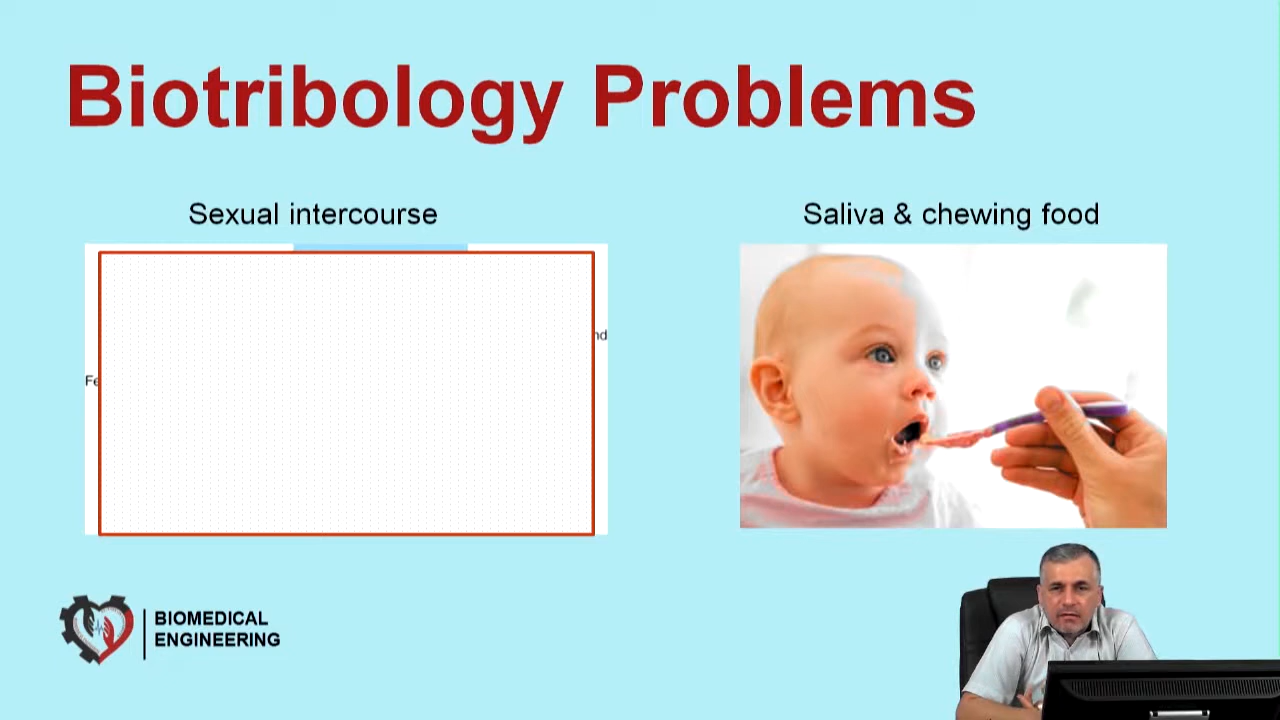 Biotribology Problems
Sexual intercourse
Saliva & chewing food
BIOMEDICAL
ENGINEERING